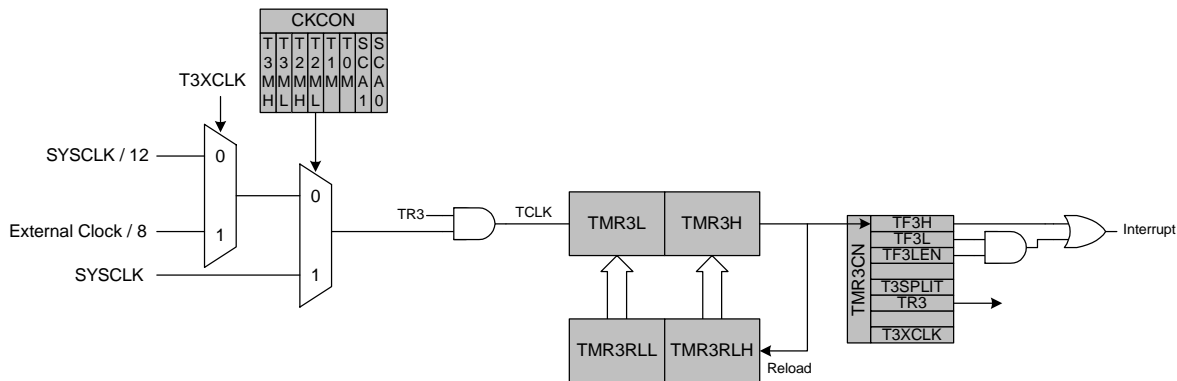 CKCON
T3MH
T3ML
T2MH
T2ML
T1M
T0M
SCA1
SCA0
T3XCLK
SYSCLK / 12
0
External Clock / 8
1
SYSCLK
0
1
TR3
TCLK
TMR3L
TMR3H
TMR3RLL
TMR3RLH
Reload
TMR3CN
TF3H
TF3L
TF3LEN
T3SPLIT
TR3
T3XCLK
Interrupt